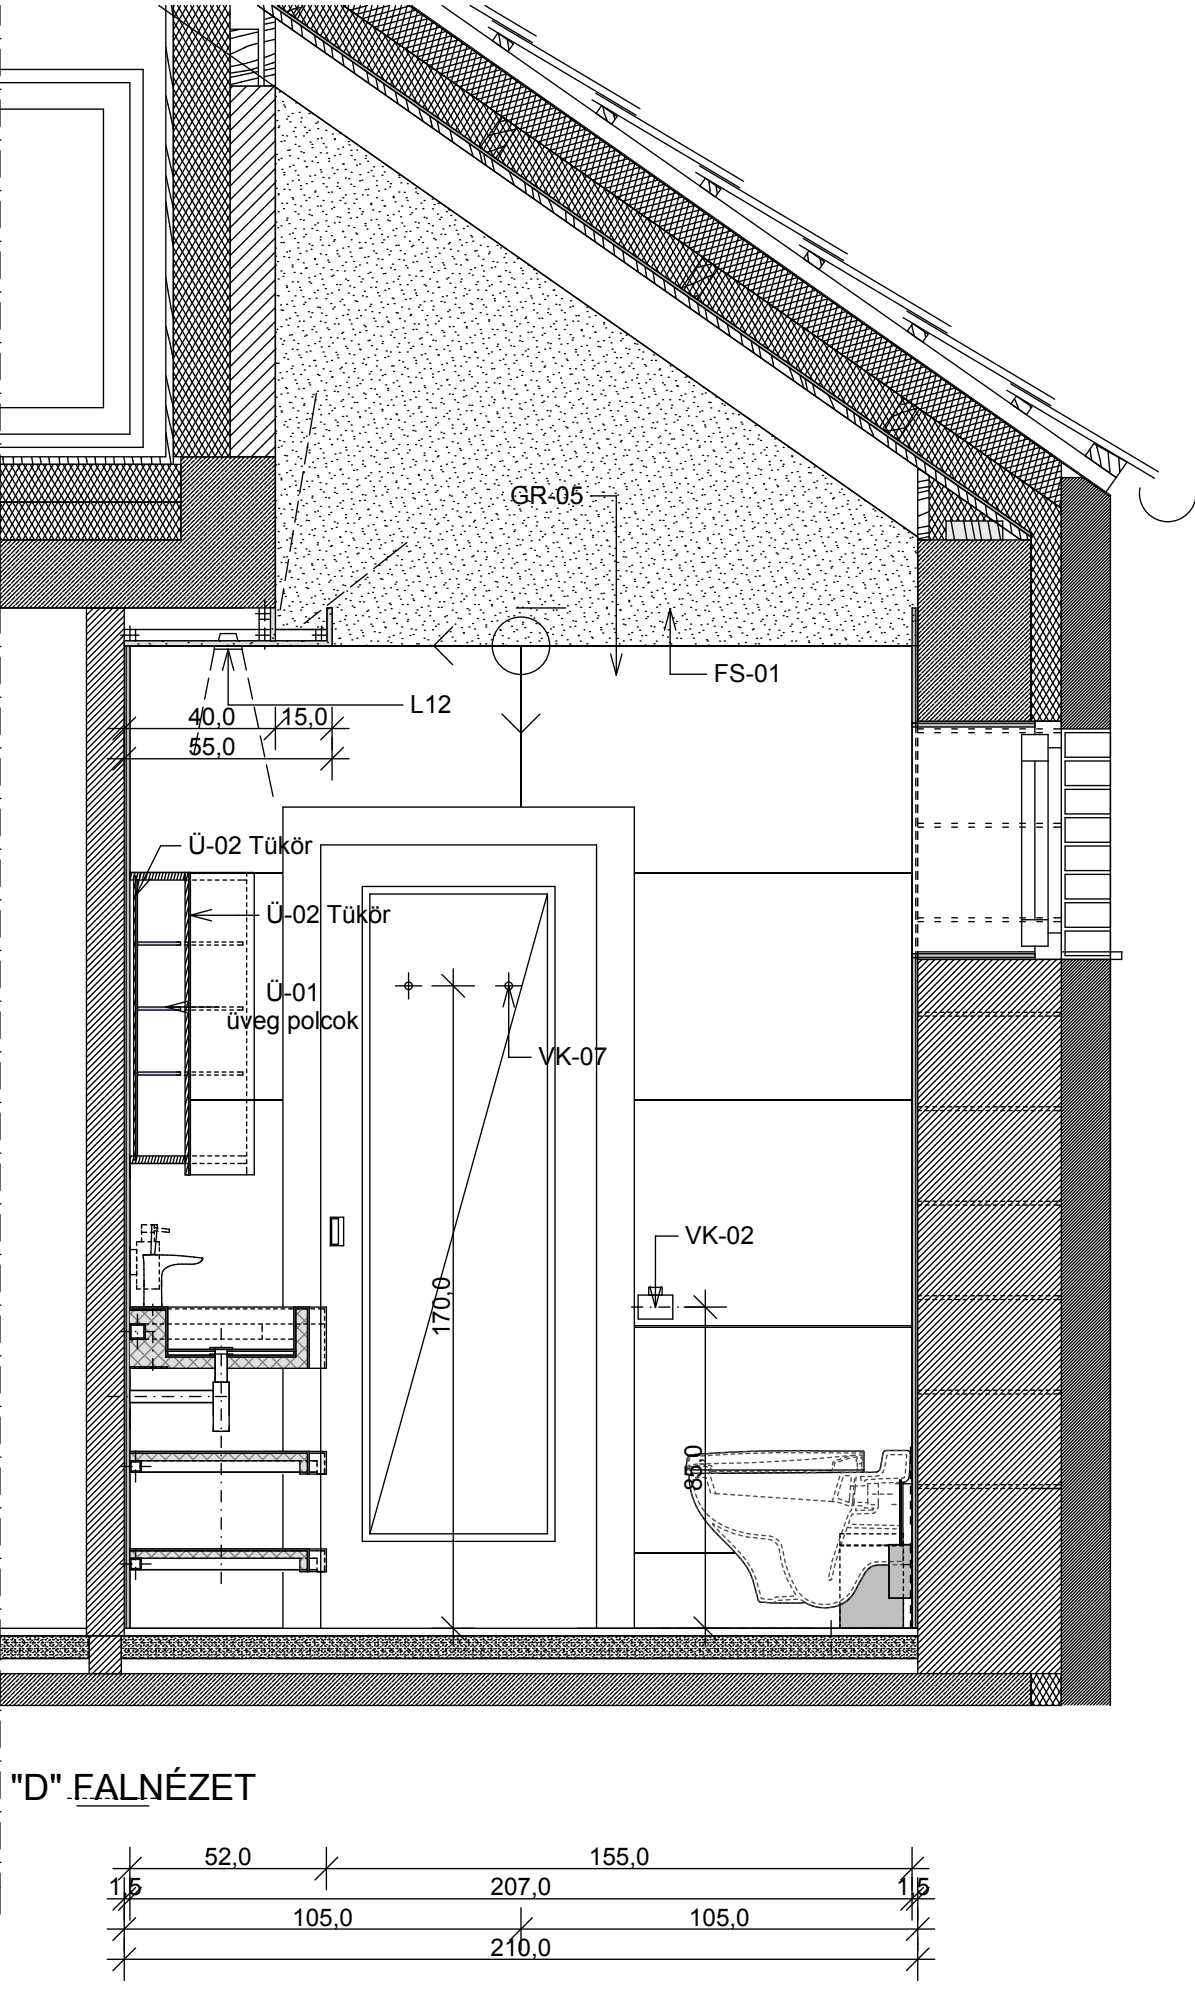 GR-05
FS-01
L12
40,0
15,0
55,0
Ü-02 Tükör
Ü-02 Tükör
Ü-01
üveg polcok
VK-07
VK-02
170,0
85,0
"D" FALNÉZET
52,0
155,0
1,5
207,0
1,5
105,0
105,0
210,0